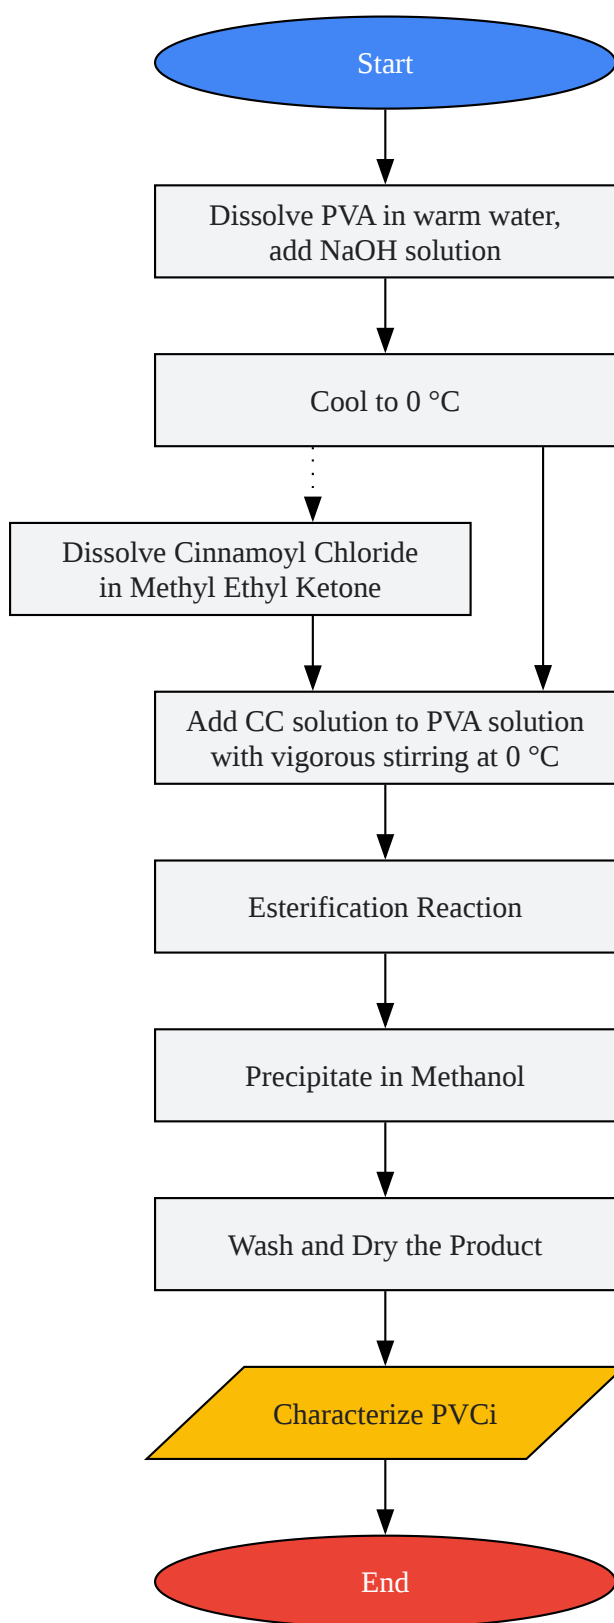 Start
Dissolve PVA in warm water,
add NaOH solution
Cool to 0 °C
Dissolve Cinnamoyl Chloride
in Methyl Ethyl Ketone
Add CC solution to PVA solution
with vigorous stirring at 0 °C
Esterification Reaction
Precipitate in Methanol
Wash and Dry the Product
Characterize PVCi
End